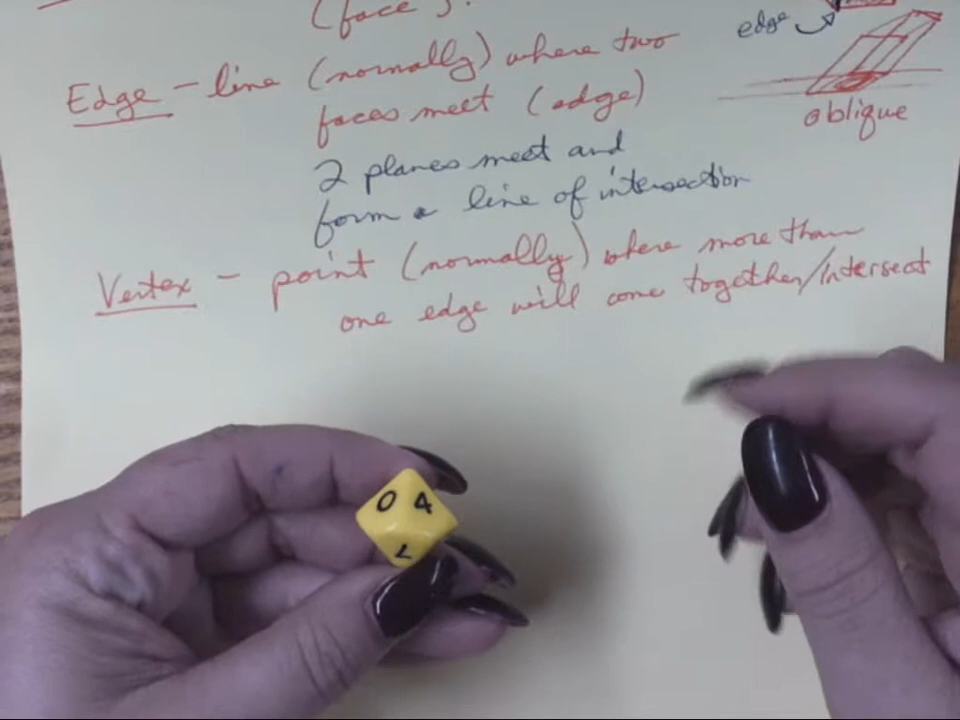 (face).
edge
Edge - line (normally) where two
faces meet (edge)
oblique
2 planes meet and
form a line of intersection
Vertex - point (normally) where more than
one edge will come together/intersect
0 4
7